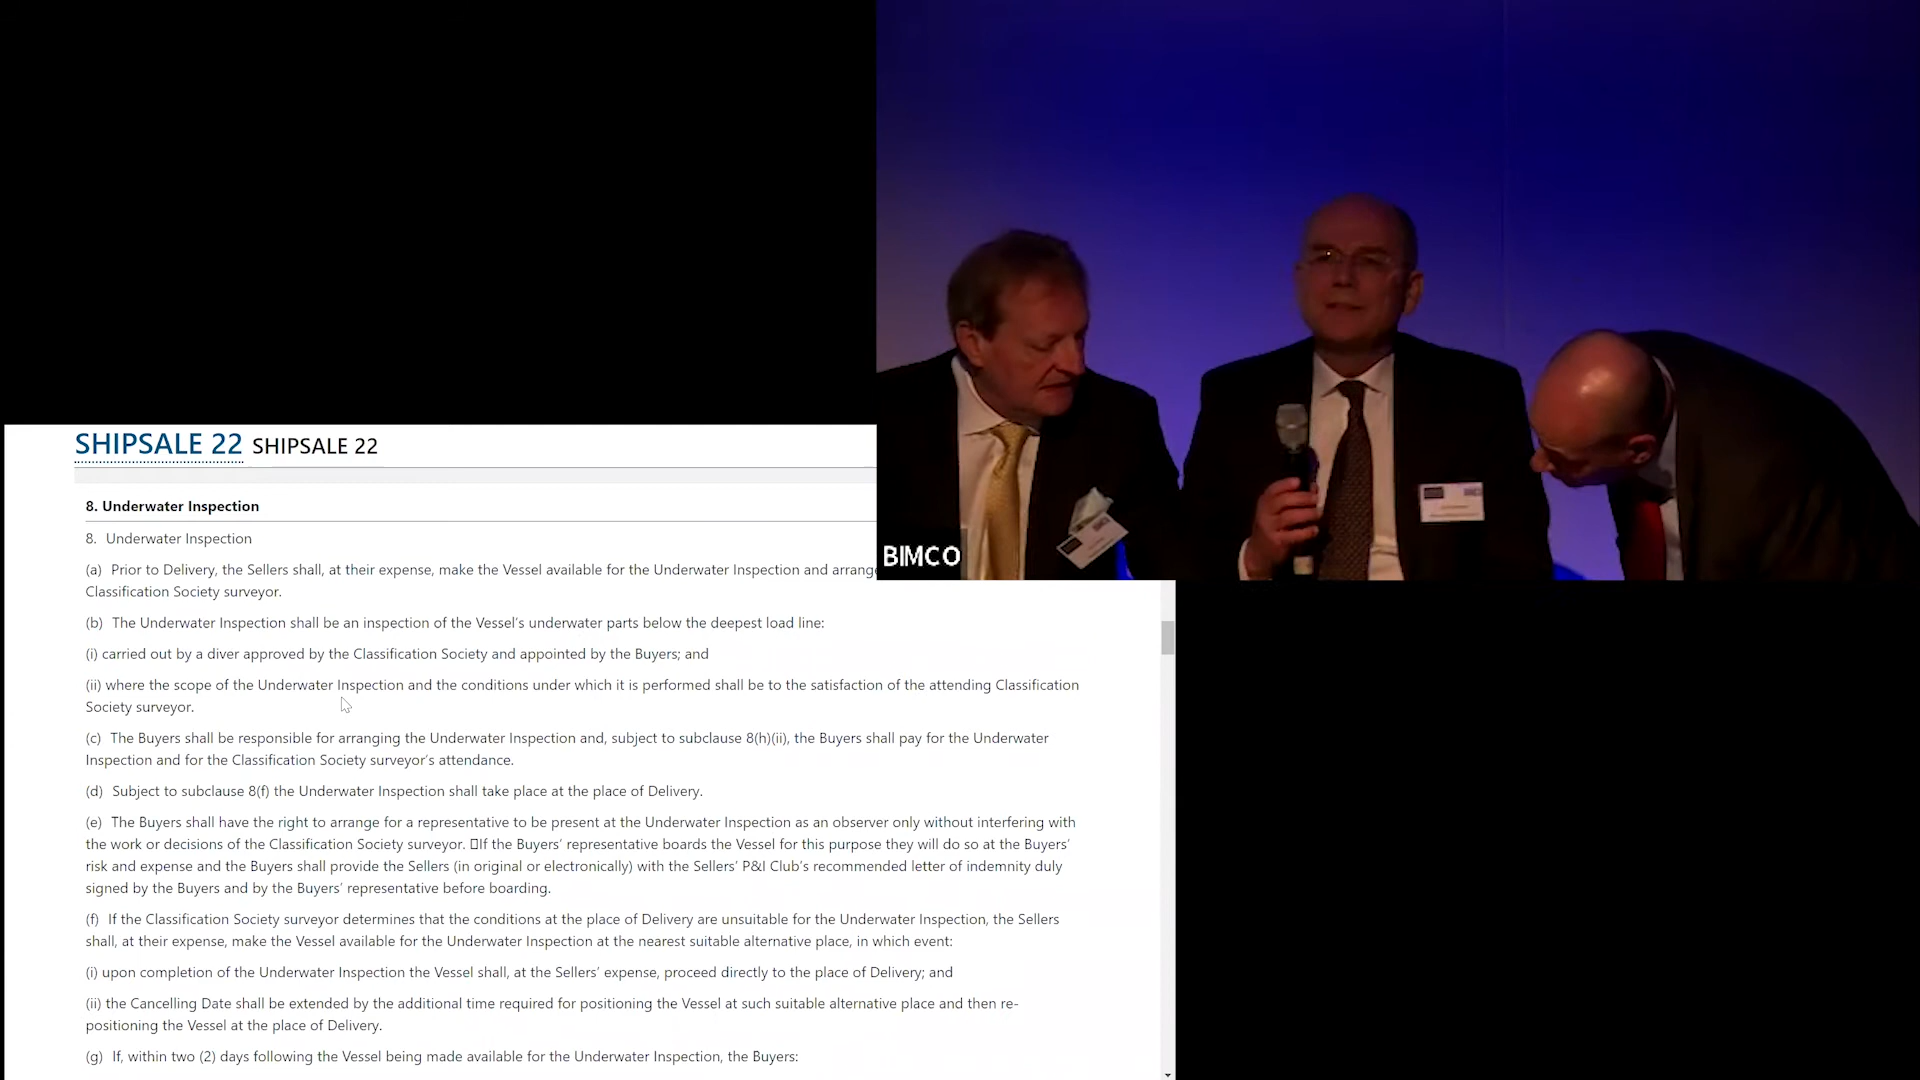 SHIPSALE 22 SHIPSALE 22
8. Underwater Inspection
8. Underwater Inspection
(a) Prior to Delivery, the Sellers shall, at their expense, make the Vessel available for the Underwater Inspection and arrange
Classification Society surveyor.
(b) The Underwater Inspection shall be an inspection of the Vessel's underwater parts below the deepest load line:
(i) carried out by a diver approved by the Classification Society and appointed by the Buyers; and
(ii) where the scope of the Underwater Inspection and the conditions under which it is performed shall be to the satisfaction of the attending Classification
Society surveyor.
(c) The Buyers shall be responsible for arranging the Underwater Inspection and, subject to subclause 8(h)(ii), the Buyers shall pay for the Underwater
Inspection and for the Classification Society surveyor's attendance.
(d) Subject to subclause 8(f) the Underwater Inspection shall take place at the place of Delivery.
(e) The Buyers shall have the right to arrange for a representative to be present at the Underwater Inspection as an observer only without interfering with
the work or decisions of the Classification Society surveyor. If the Buyers' representative boards the Vessel for this purpose they will do so at the Buyers'
risk and expense and the Buyers shall provide the Sellers (in original or electronically) with the Sellers' P&I Club's recommended letter of indemnity duly
signed by the Buyers and by the Buyers' representative before boarding.
(f) If the Classification Society surveyor determines that the conditions at the place of Delivery are unsuitable for the Underwater Inspection, the Sellers
shall, at their expense, make the Vessel available for the Underwater Inspection at the nearest suitable alternative place, in which event:
(i) upon completion of the Underwater Inspection the Vessel shall, at the Sellers' expense, proceed directly to the place of Delivery; and
(ii) the Cancelling Date shall be extended by the additional time required for positioning the Vessel at such suitable alternative place and then re-
positioning the Vessel at the place of Delivery.
(g) If, within two (2) days following the Vessel being made available for the Underwater Inspection, the Buyers:
BIMCO